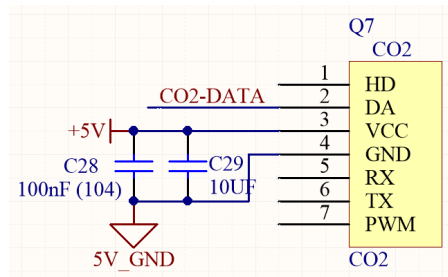 Q7
CO2
1 HD
CO2-DATA 2 DA
+5V 3 VCC
4 GND
C28 C29 5 RX
100nF (104) 10UF 6 TX
7 PWM
5V_GND CO2